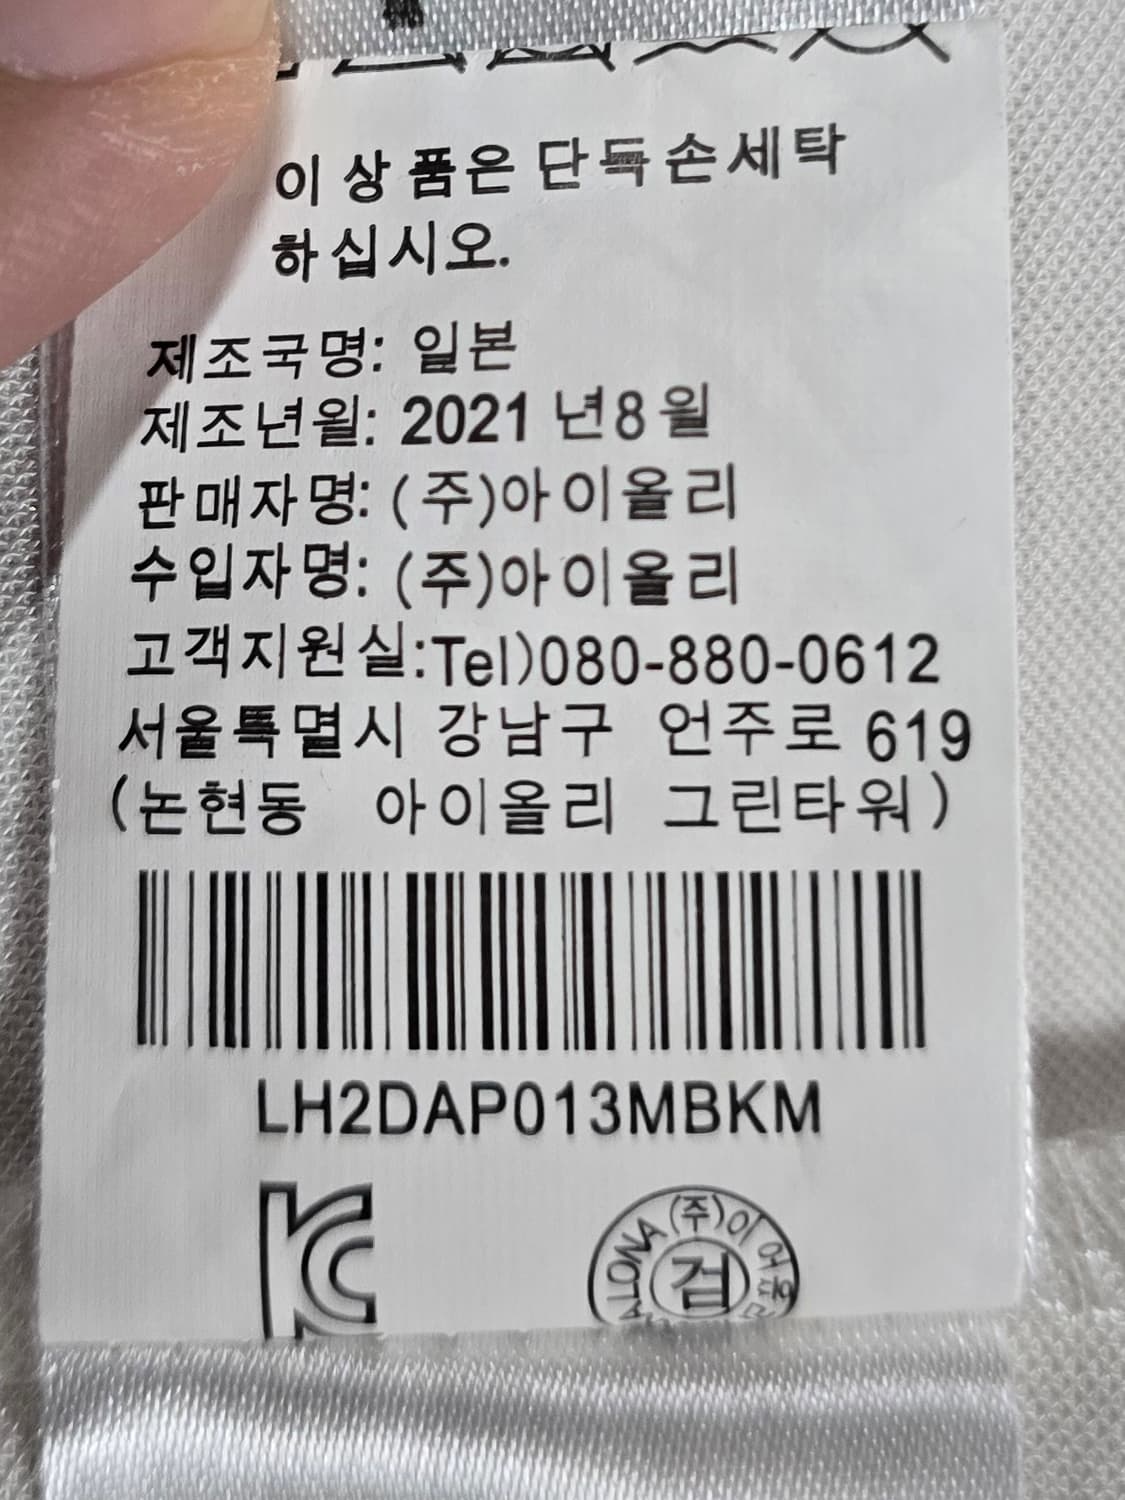 이 상품은 단독손세탁
하십시오.
제조국명: 일본
제조년월: 2021 년8월
판매자명: (주)아이올리
수입자명: (주)아이올리
고객지원실:Tel)080-880-0612
서울특별시 강남구 언주로 619
(논현동 아이올리 그린타워)
LH2DAP013MBKM
KC
(주)이
검